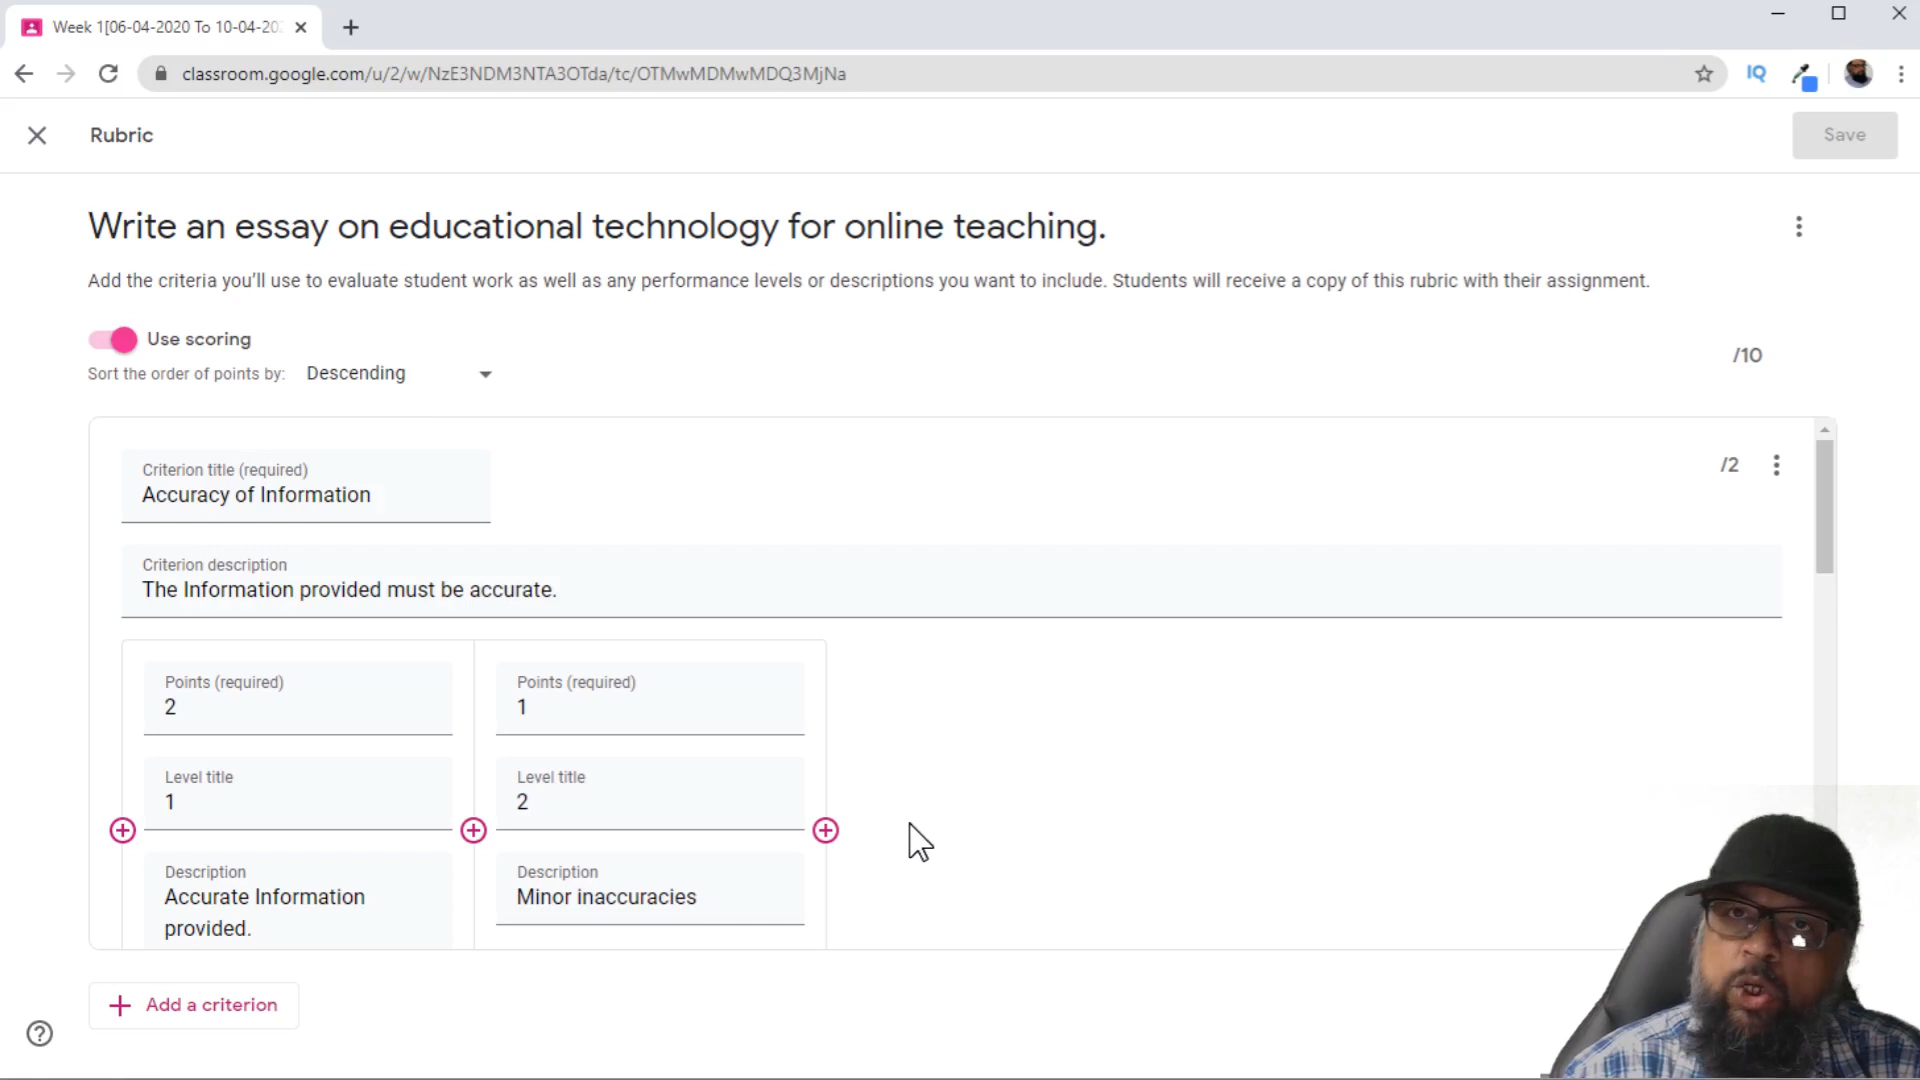 Week 1[06-04-2020 To 10-04-202
classroom.google.com/u/2/w/NzE3NDM3NTA3OTda/tc/OTMwMDMwMDQ3MjNa
IQ
Rubric
Save
Write an essay on educational technology for online teaching.
Add the criteria you'll use to evaluate student work as well as any performance levels or descriptions you want to include. Students will receive a copy of this rubric with their assignment.
Use scoring
/10
Sort the order of points by: Descending
Criterion title (required)
/2
Accuracy of Information
Criterion description
The Information provided must be accurate.
Points (required)
2
Points (required)
1
Level title
1
Level title
2
Description
Accurate Information
provided.
Description
Minor inaccuracies
Add a criterion